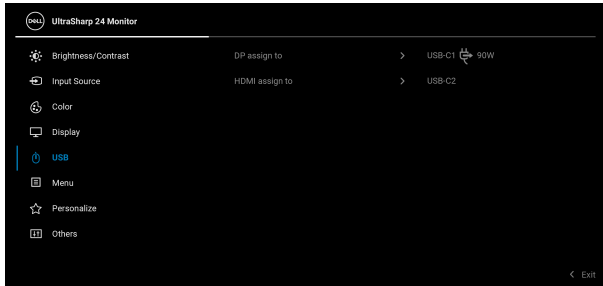 DELL UltraSharp 24 Monitor
Brightness/Contrast
DP assign to
USB-C1 90W
Input Source
HDMI assign to
USB-C2
Color
Display
USB
Menu
Personalize
Others
Exit